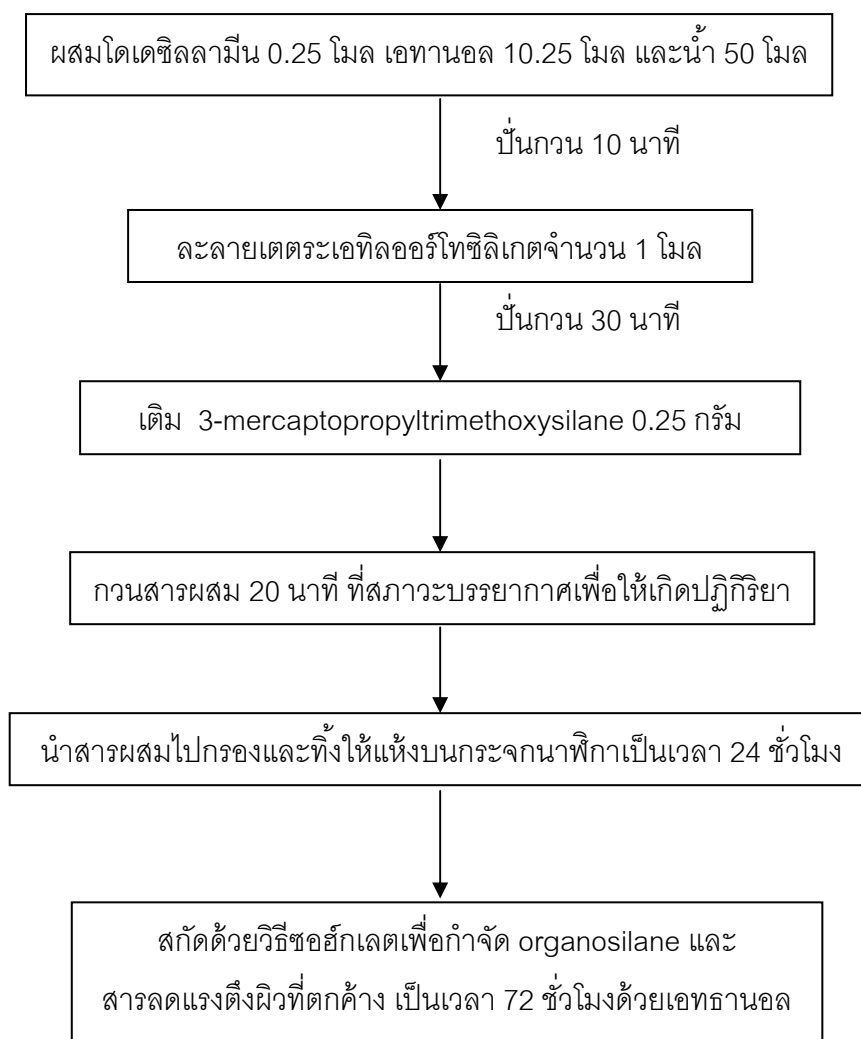 ผสมโดเดซิลลามีน 0.25 โมล เอทานอล 10.25 โมล และน้ำ 50 โมล
ปั่นกวน 10 นาที
ละลายเตตระเอทิลออร์โทซิลิเกตจำนวน 1 โมล
ปั่นกวน 30 นาที
เติม 3-mercaptopropyltrimethoxysilane 0.25 กรัม
กวนสารผสม 20 นาที ที่สภาวะบรรยากาศเพื่อให้เกิดปฏิกิริยา
นำสารผสมไปกรองและทิ้งให้แห้งบนกระจกนาฬิกาเป็นเวลา 24 ชั่วโมง
สกัดด้วยวิธีซอฮ์กเลตเพื่อกำจัด organosilane และ
สารลดแรงตึงผิวที่ตกค้าง เป็นเวลา 72 ชั่วโมงด้วยเอทธานอล